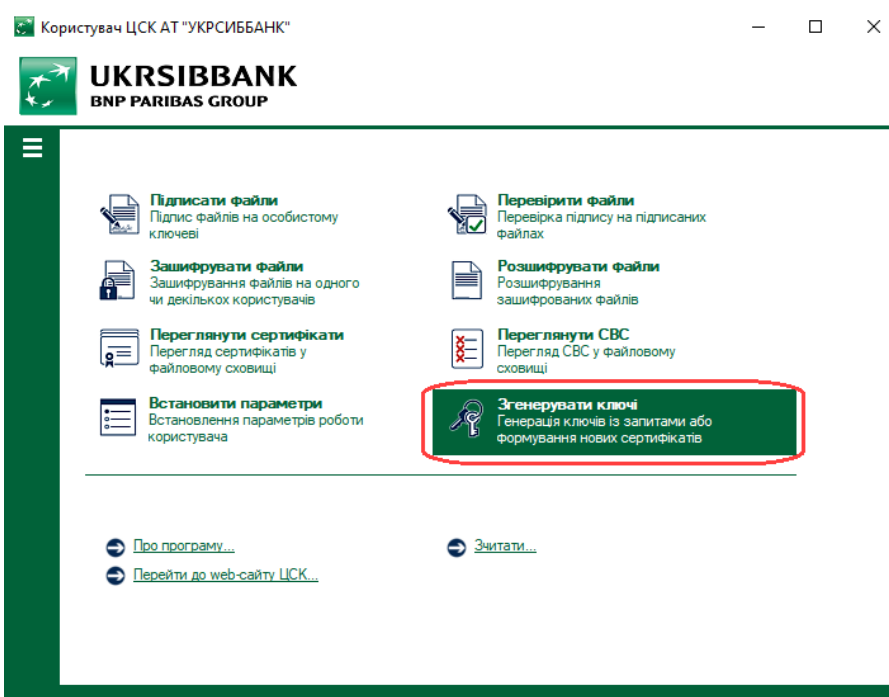 Користувач ЦСК АТ "УКРСИББАНК"
UKRSIBBANK
BNP PARIBAS GROUP
Підписати файли
Підпис файлів на особистому
ключеві
Перевірити файли
Перевірка підпису на підписаних
файлах
Зашифрувати файли
Зашифрування файлів на одного
чи декількох користувачів
Розшифрувати файли
Розшифрування
зашифрованих файлів
Переглянути сертифікати
Перегляд сертифікатів у
файловому сховищі
Переглянути СВС
Перегляд СВС у файловому
сховищі
Встановити параметри
Встановлення параметрів роботи
користувача
Згенерувати ключі
Генерація ключів із запитами або
формування нових сертифікатів
Про програму...
Зчитати...
Перейти до web-сайту ЦСК...